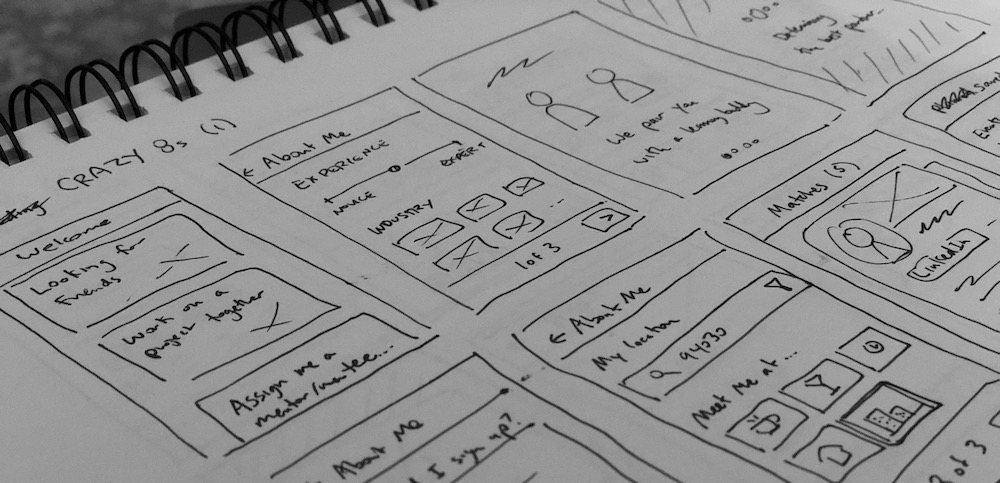 CRAZY 8s (1)
Welcome
Looking for
friends
Work on a
project together
Assign me a
mentor/mentee...
← About Me
EXPERIENCE
NOVICE
EXPERT
INDUSTRY
...
1 of 3
We pair you
with a learning buddy
Determining
the best partner...
← About Me
My location
94030
Meet Me at...
of 3
Matches (5)
LinkedIn
About Me
I sign up?